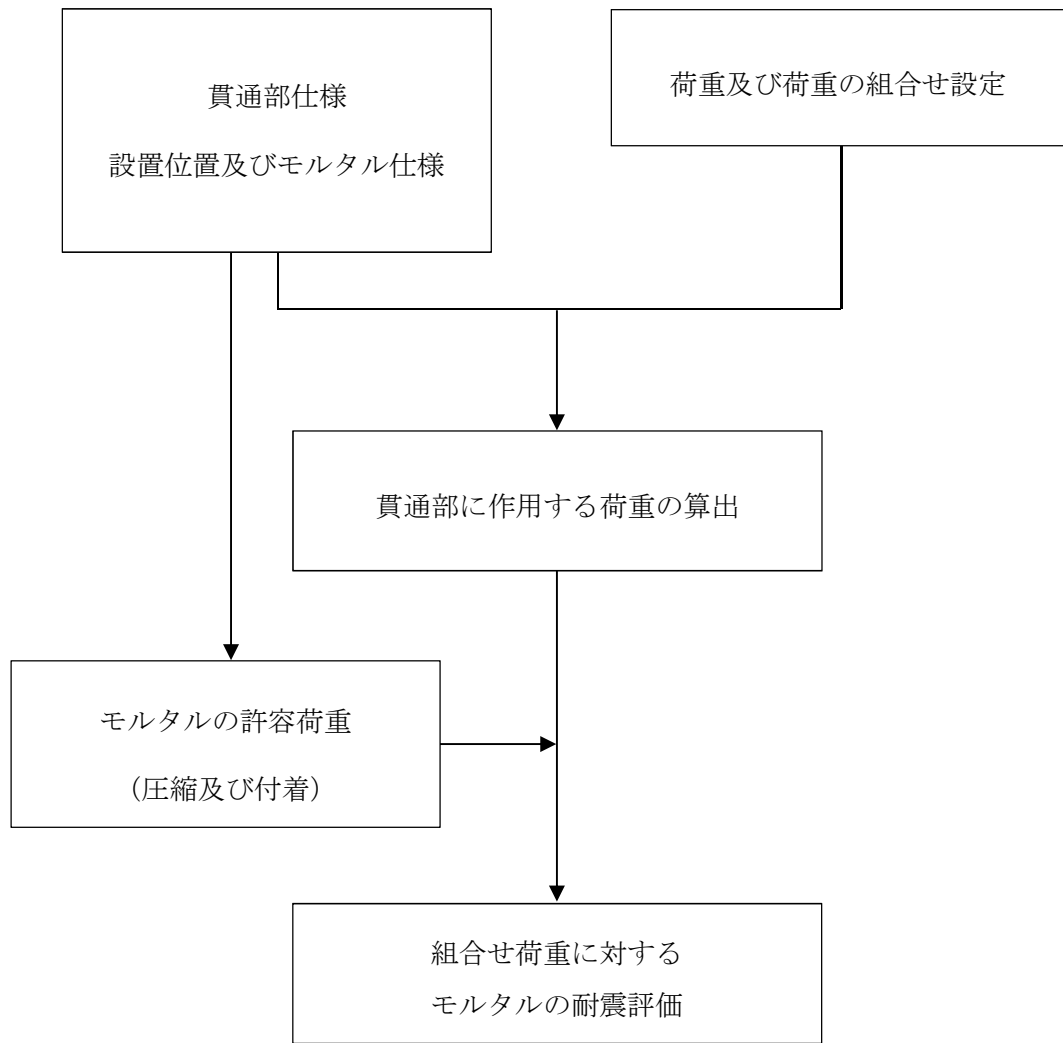 貫通部仕様
設置位置及びモルタル仕様
荷重及び荷重の組合せ設定
貫通部に作用する荷重の算出
モルタルの許容荷重
（圧縮及び付着）
組合せ荷重に対する
モルタルの耐震評価